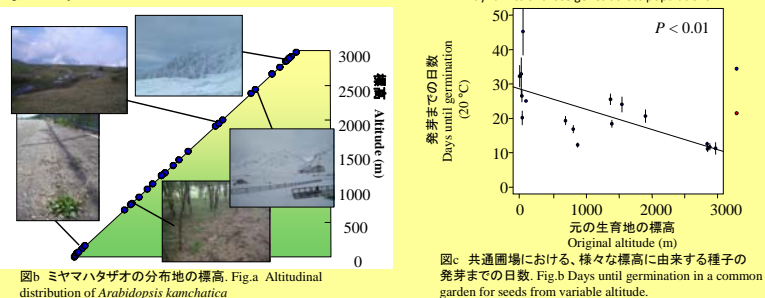 3000
2500
2000
1500
1000
500
0
標高 Altitude (m)
図b ミヤマハタザオの分布地の標高. Fig.a Altitudinal
distribution of Arabidopsis kamchatica
50
40
30
20
10
0
P < 0.01
発芽までの日数
Days until germination
(20 ℃)
0
1000
2000
3000
元の生育地の標高
Original altitude (m)
図c 共通圃場における、様々な標高に由来する種子の
発芽までの日数. Fig.b Days until germination in a common
garden for seeds from variable altitude.